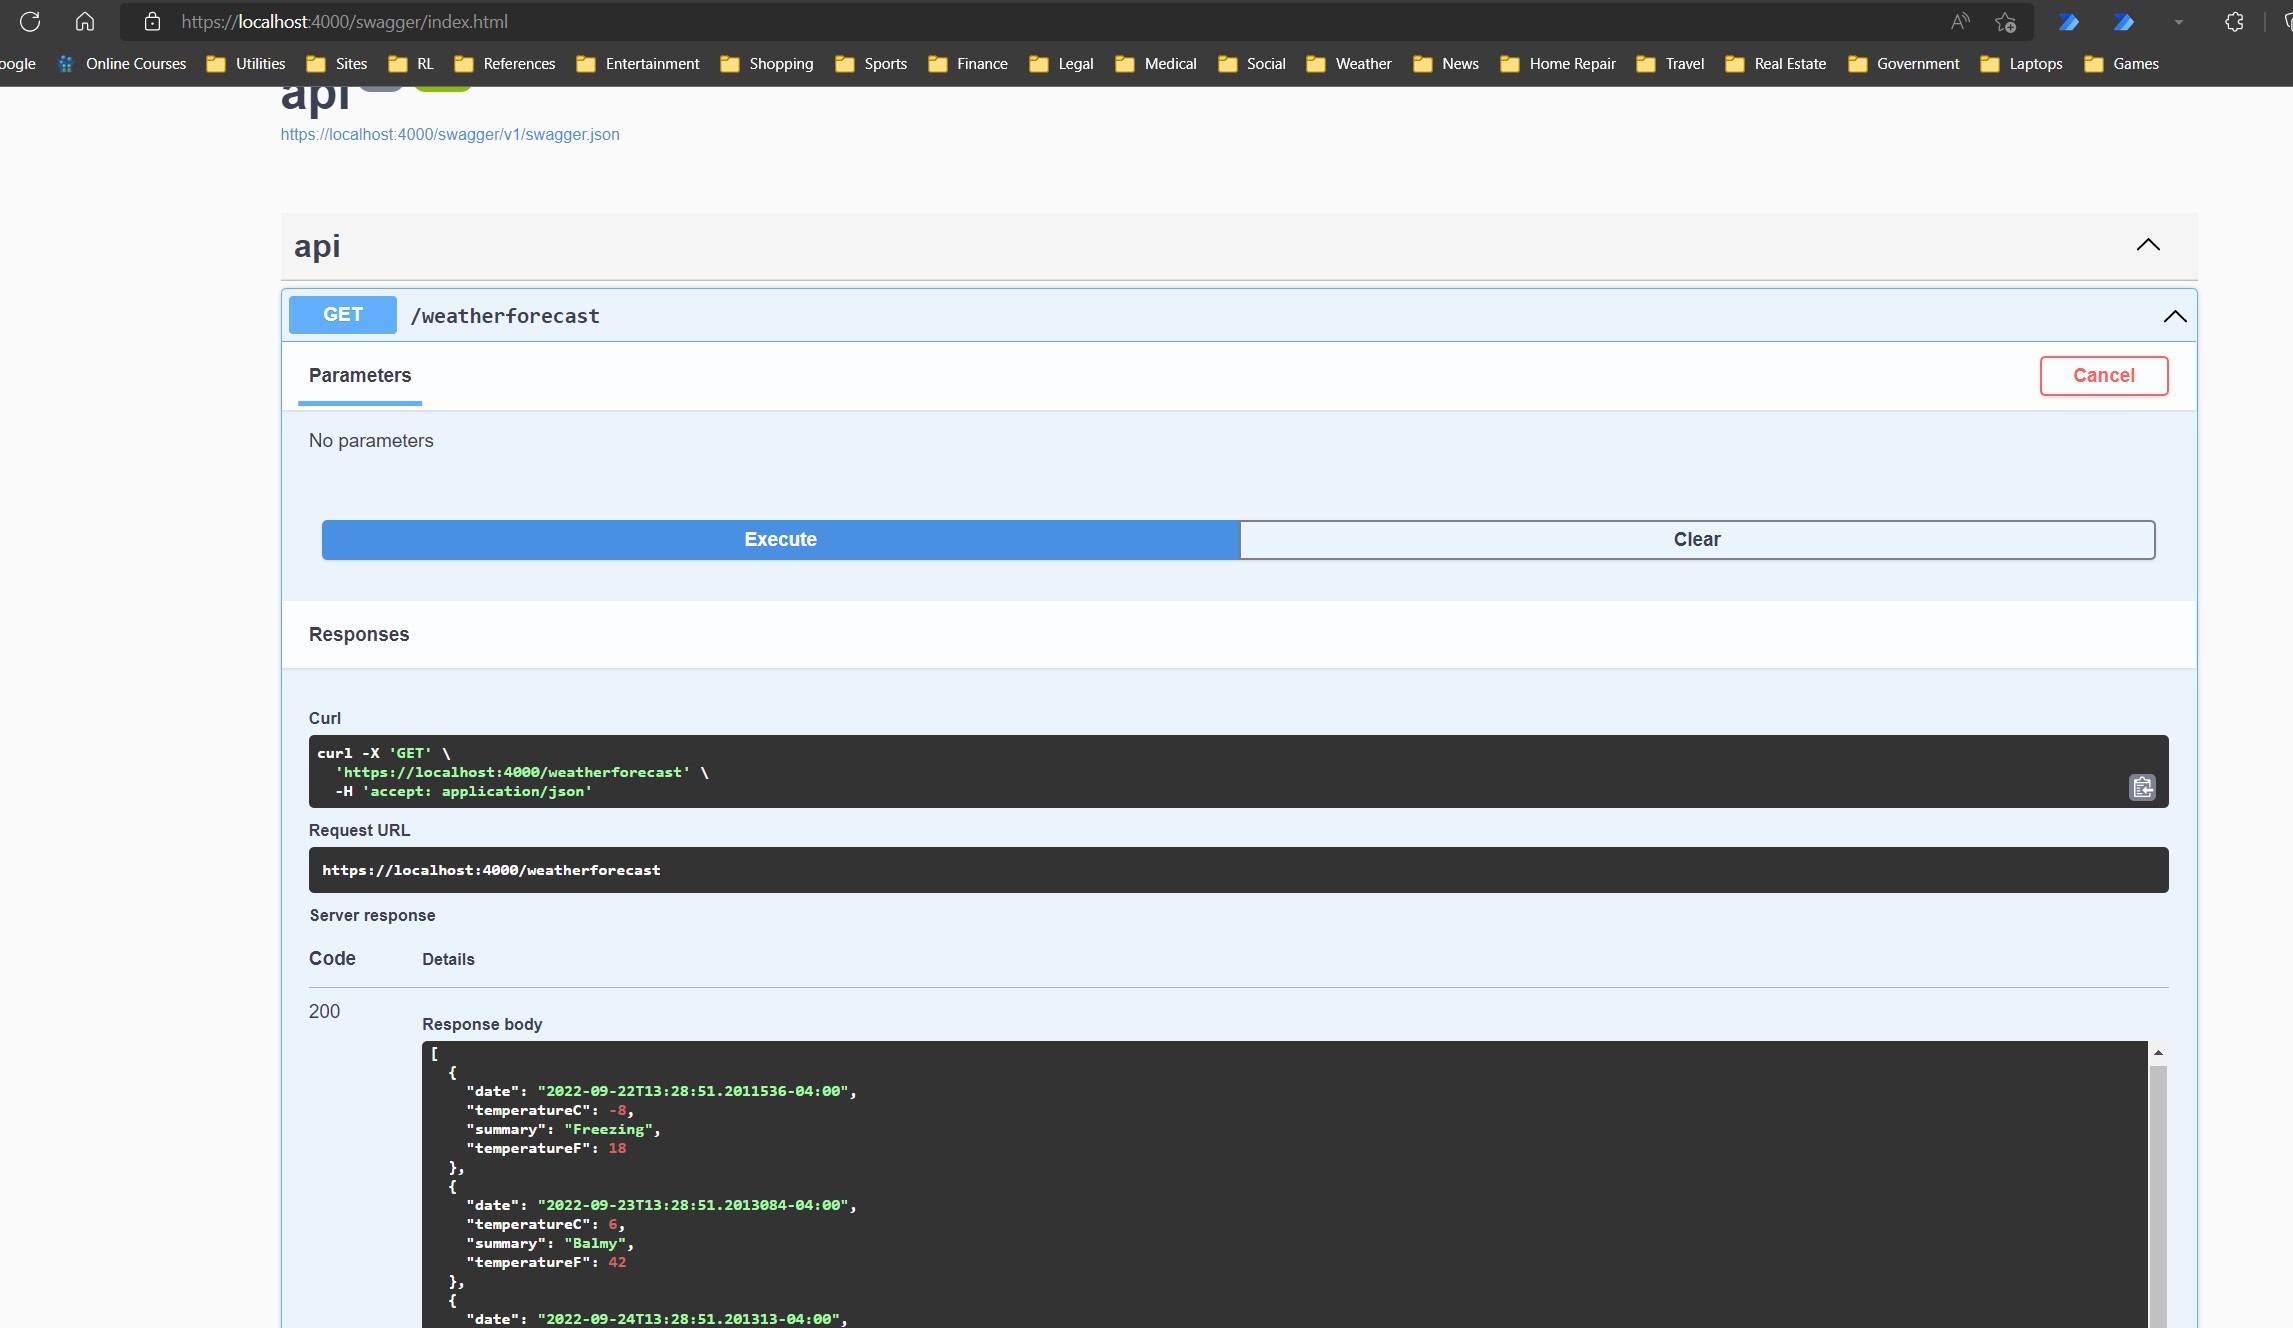 https://localhost:4000/swagger/index.html
oogle Online Courses Utilities Sites RL References Entertainment Shopping Sports Finance Legal Medical Social Weather News Home Repair Travel Real Estate Government Laptops Games
api
https://localhost:4000/swagger/v1/swagger.json
api
GET /weatherforecast
Parameters Cancel
No parameters
Execute Clear
Responses
Curl
curl -X 'GET' \
'https://localhost:4000/weatherforecast' \
-H 'accept: application/json'
Request URL
https://localhost:4000/weatherforecast
Server response
Code Details
200
Response body
[
{
"date": "2022-09-22T13:28:51.2011536-04:00",
"temperatureC": -8,
"summary": "Freezing",
"temperatureF": 18
},
{
"date": "2022-09-23T13:28:51.2013084-04:00",
"temperatureC": 6,
"summary": "Balmy",
"temperatureF": 42
},
{
"date": "2022-09-24T13:28:51.201313-04:00",